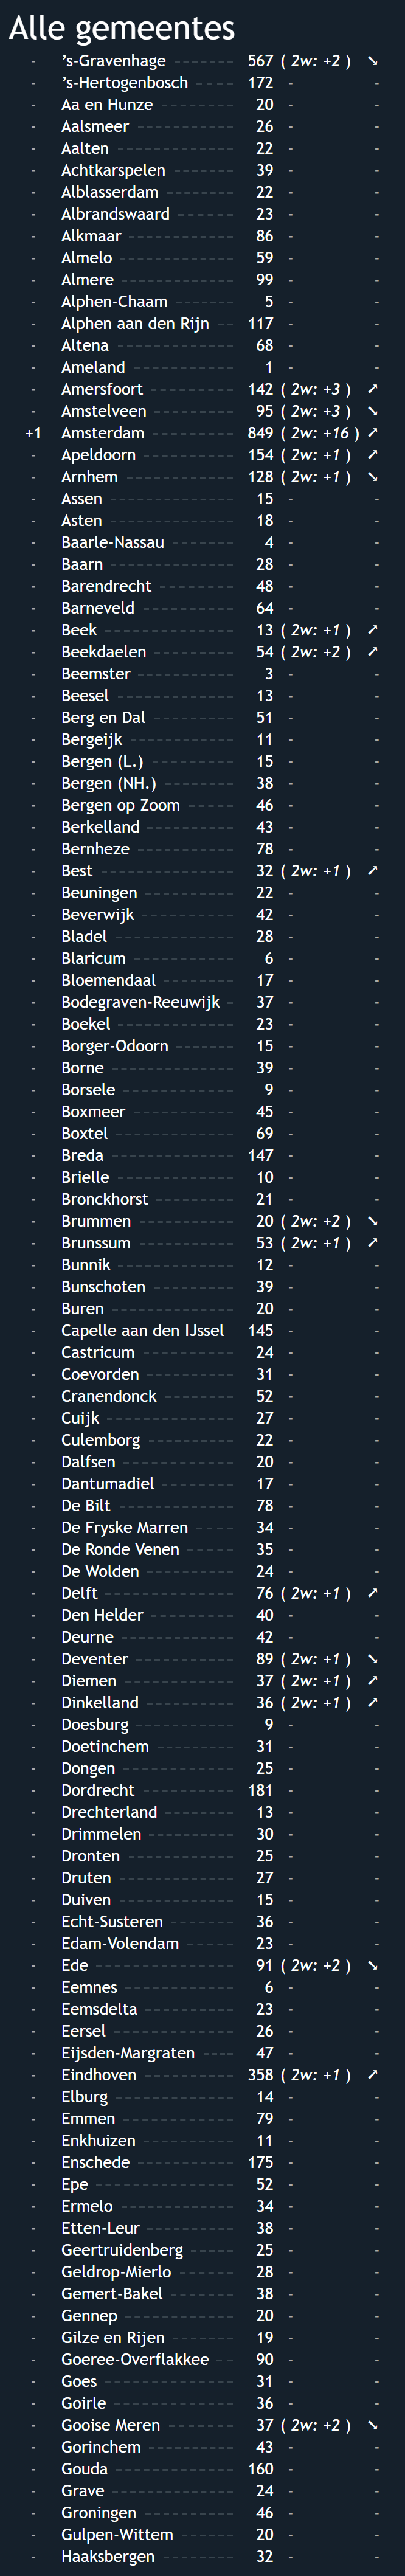 Alle gemeentes
- ’s-Gravenhage 567 ( 2w: +2 ) ➘
- ’s-Hertogenbosch 172 - -
- Aa en Hunze 20 - -
- Aalsmeer 26 - -
- Aalten 22 - -
- Achtkarspelen 39 - -
- Alblasserdam 22 - -
- Albrandswaard 23 - -
- Alkmaar 86 - -
- Almelo 59 - -
- Almere 99 - -
- Alphen-Chaam 5 - -
- Alphen aan den Rijn 117 - -
- Altena 68 - -
- Ameland 1 - -
- Amersfoort 142 ( 2w: +3 ) ➚
- Amstelveen 95 ( 2w: +3 ) ➘
+1 Amsterdam 849 ( 2w: +16 ) ➚
- Apeldoorn 154 ( 2w: +1 ) ➚
- Arnhem 128 ( 2w: +1 ) ➘
- Assen 15 - -
- Asten 18 - -
- Baarle-Nassau 4 - -
- Baarn 28 - -
- Barendrecht 48 - -
- Barneveld 64 - -
- Beek 13 ( 2w: +1 ) ➚
- Beekdaelen 54 ( 2w: +2 ) ➚
- Beemster 3 - -
- Beesel 13 - -
- Berg en Dal 51 - -
- Bergeijk 11 - -
- Bergen (L.) 15 - -
- Bergen (NH.) 38 - -
- Bergen op Zoom 46 - -
- Berkelland 43 - -
- Bernheze 78 - -
- Best 32 ( 2w: +1 ) ➚
- Beuningen 22 - -
- Beverwijk 42 - -
- Bladel 28 - -
- Blaricum 6 - -
- Bloemendaal 17 - -
- Bodegraven-Reeuwijk 37 - -
- Boekel 23 - -
- Borger-Odoorn 15 - -
- Borne 39 - -
- Borsele 9 - -
- Boxmeer 45 - -
- Boxtel 69 - -
- Breda 147 - -
- Brielle 10 - -
- Bronckhorst 21 - -
- Brummen 20 ( 2w: +2 ) ➘
- Brunssum 53 ( 2w: +1 ) ➚
- Bunnik 12 - -
- Bunschoten 39 - -
- Buren 20 - -
- Capelle aan den IJssel 145 - -
- Castricum 24 - -
- Coevorden 31 - -
- Cranendonck 52 - -
- Cuijk 27 - -
- Culemborg 22 - -
- Dalfsen 20 - -
- Dantumadiel 17 - -
- De Bilt 78 - -
- De Fryske Marren 34 - -
- De Ronde Venen 35 - -
- De Wolden 24 - -
- Delft 76 ( 2w: +1 ) ➚
- Den Helder 40 - -
- Deurne 42 - -
- Deventer 89 ( 2w: +1 ) ➘
- Diemen 37 ( 2w: +1 ) ➚
- Dinkelland 36 ( 2w: +1 ) ➚
- Doesburg 9 - -
- Doetinchem 31 - -
- Dongen 25 - -
- Dordrecht 181 - -
- Drechterland 13 - -
- Drimmelen 30 - -
- Dronten 25 - -
- Druten 27 - -
- Duiven 15 - -
- Echt-Susteren 36 - -
- Edam-Volendam 23 - -
- Ede 91 ( 2w: +2 ) ➘
- Eemnes 6 - -
- Eemsdelta 23 - -
- Eersel 26 - -
- Eijsden-Margraten 47 - -
- Eindhoven 358 ( 2w: +1 ) ➚
- Elburg 14 - -
- Emmen 79 - -
- Enkhuizen 11 - -
- Enschede 175 - -
- Epe 52 - -
- Ermelo 34 - -
- Etten-Leur 38 - -
- Geertruidenberg 25 - -
- Geldrop-Mierlo 28 - -
- Gemert-Bakel 38 - -
- Gennep 20 - -
- Gilze en Rijen 19 - -
- Goeree-Overflakkee 90 - -
- Goes 31 - -
- Goirle 36 - -
- Gooise Meren 37 ( 2w: +2 ) ➘
- Gorinchem 43 - -
- Gouda 160 - -
- Grave 24 - -
- Groningen 46 - -
- Gulpen-Wittem 20 - -
- Haaksbergen 32 - -